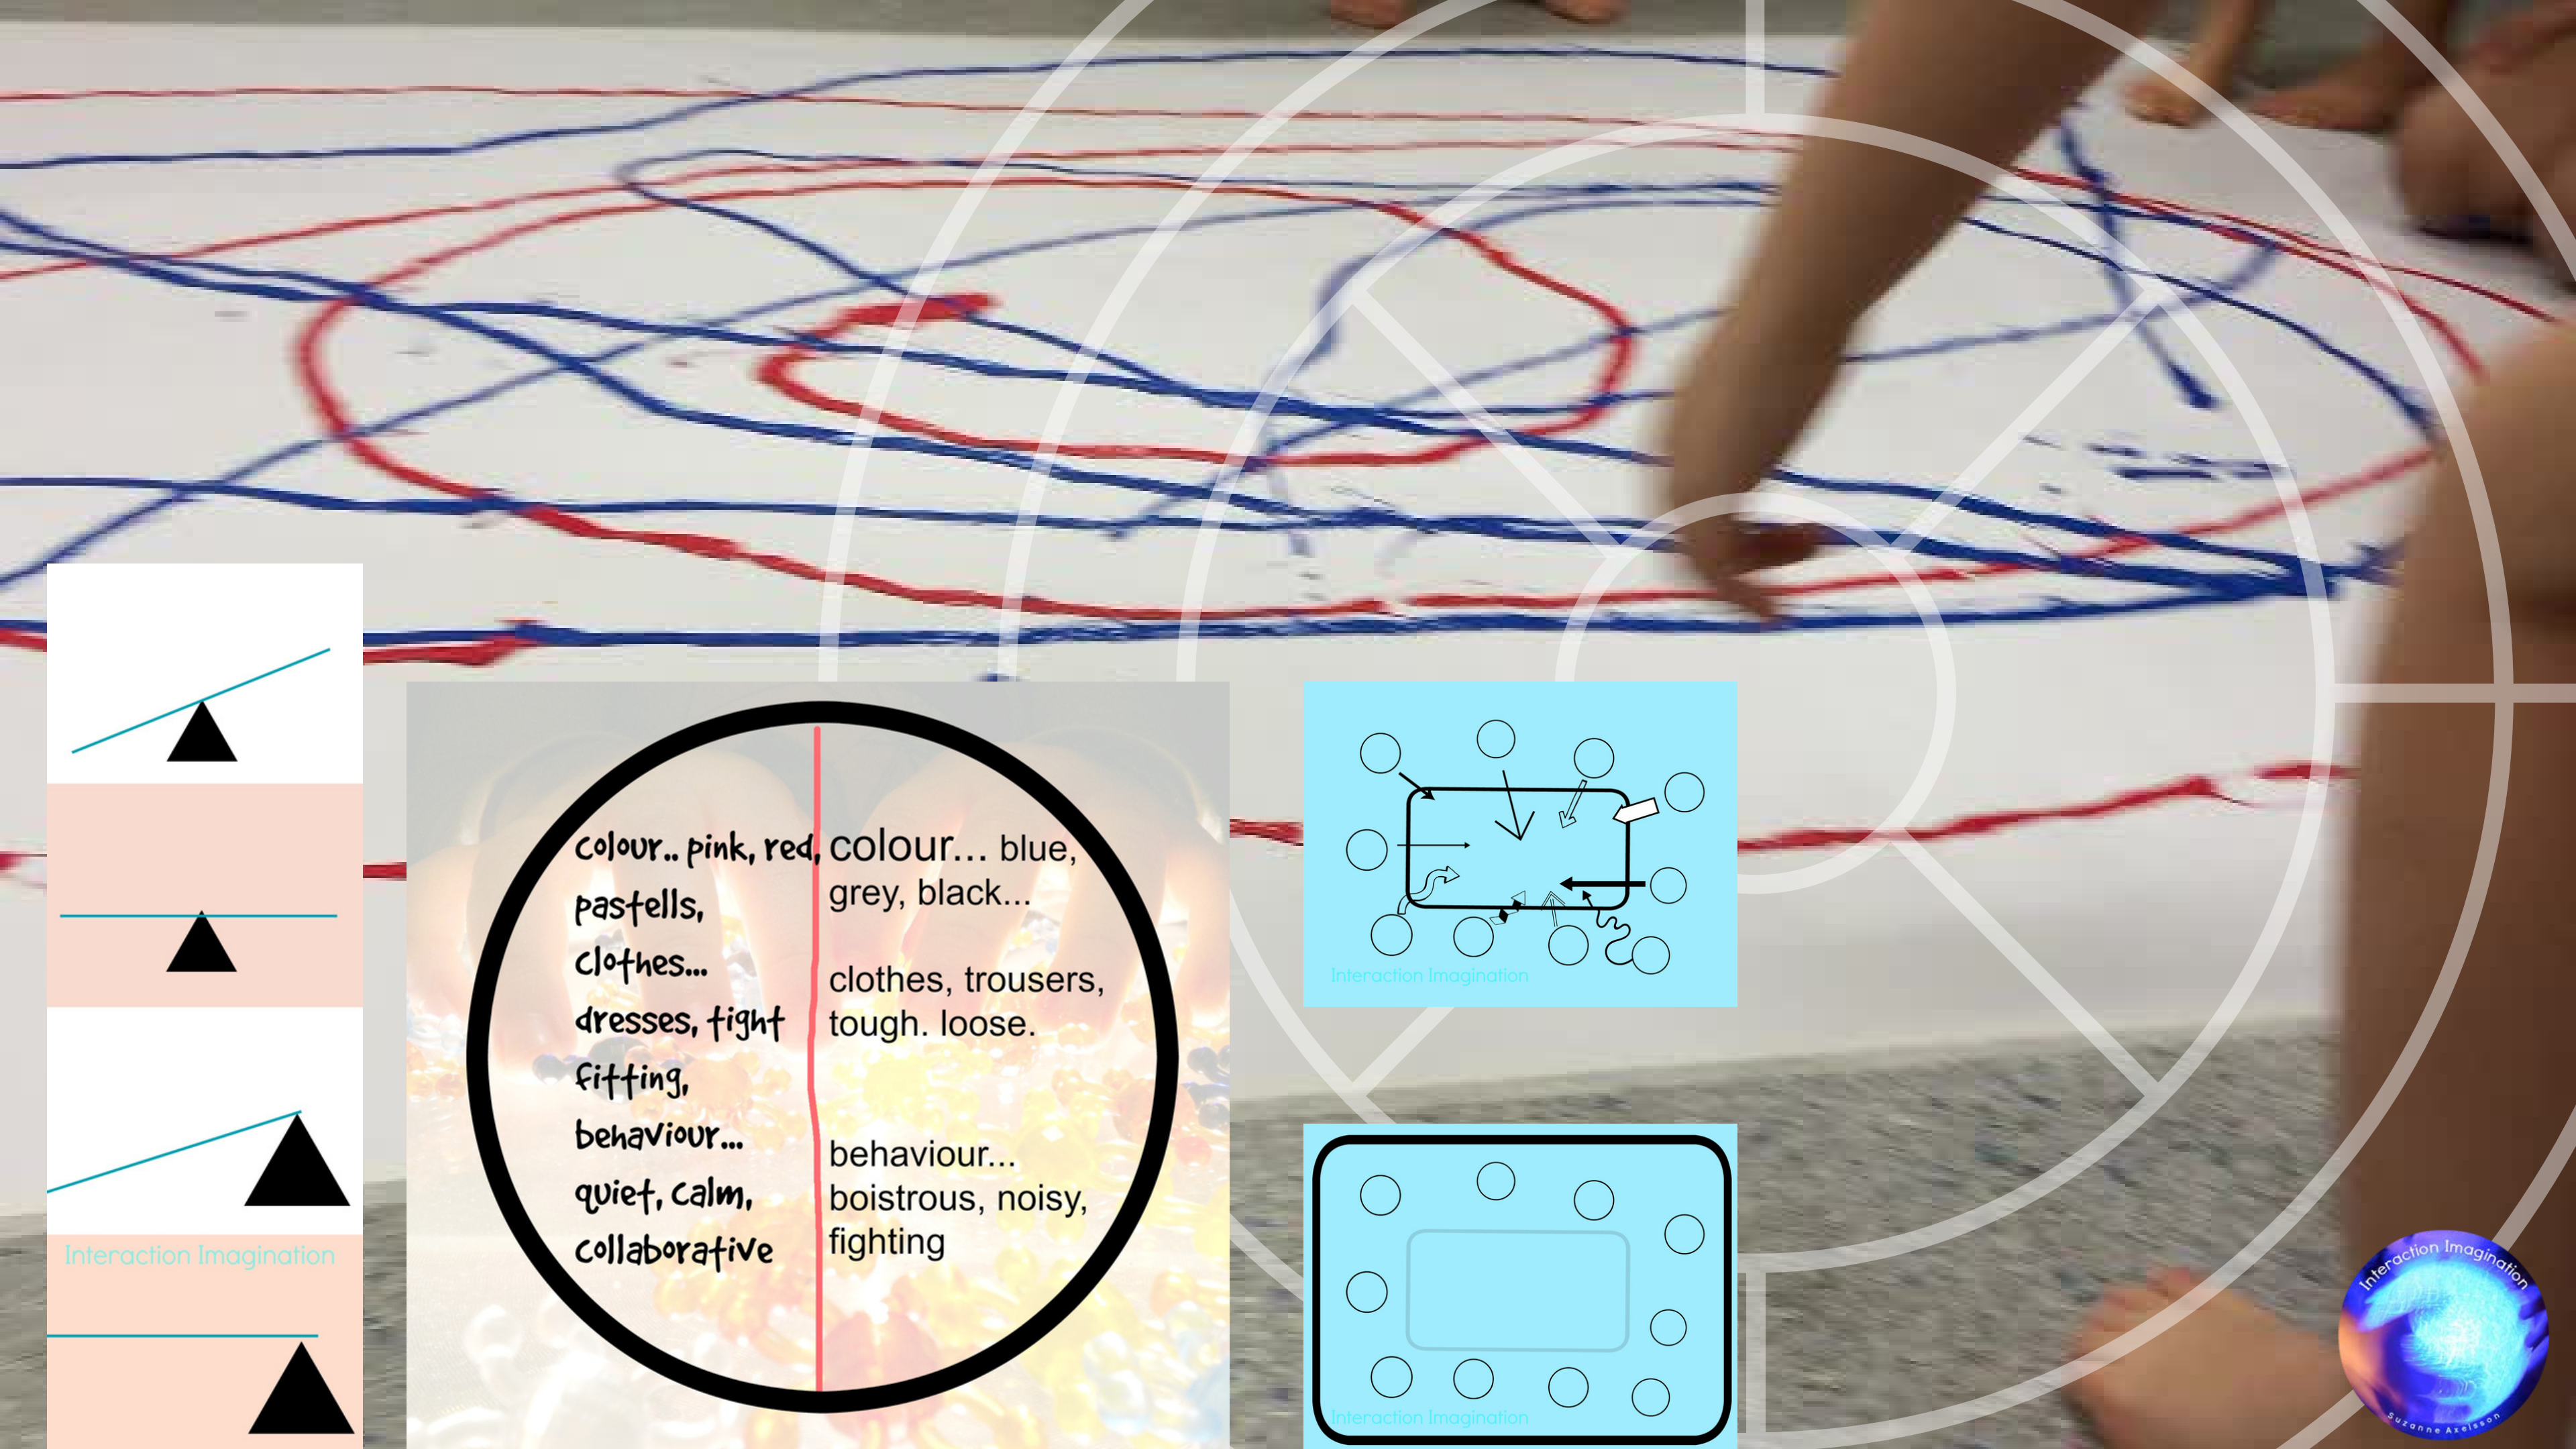 colour.. pink, red,
pastells,
clothes...
dresses, tight
fitting,
behaviour...
quiet, calm,
collaborative
colour... blue,
grey, black...
clothes, trousers,
tough. loose.
behaviour...
boistrous, noisy,
fighting
Interaction Imagination
Interaction Imagination
Interaction Imagination
Interaction Imagination
Suzanne Axelsson